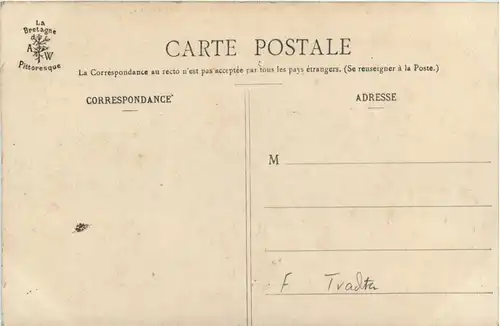 La
Bretagne
A W
Pittoresque
CARTE POSTALE
La Correspondance au recto n'est pas acceptée par tous les pays étrangers. (Se renseigner à la Poste.)
CORRESPONDANCE
ADRESSE
M
F